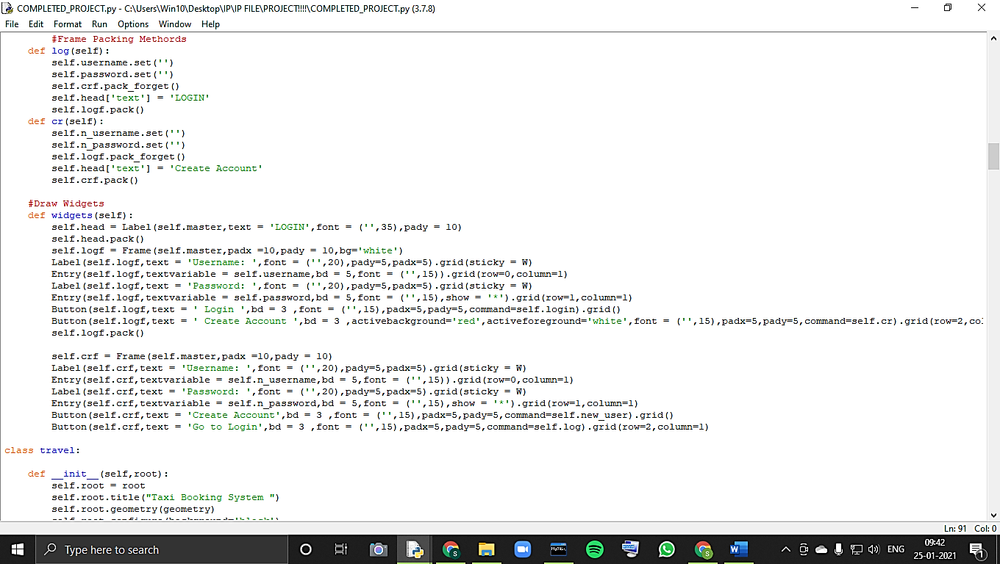 COMPLETED_PROJECT.py - C:\Users\Win10\Desktop\IP\IP FILE\PROJECT!!!!\COMPLETED_PROJECT.py (3.7.8)
File Edit Format Run Options Window Help
        #Frame Packing Methords
    def log(self):
        self.username.set('')
        self.password.set('')
        self.crf.pack_forget()
        self.head['text'] = 'LOGIN'
        self.logf.pack()
    def cr(self):
        self.n_username.set('')
        self.n_password.set('')
        self.logf.pack_forget()
        self.head['text'] = 'Create Account'
        self.crf.pack()

    #Draw Widgets
    def widgets(self):
        self.head = Label(self.master,text = 'LOGIN',font = ('',35),pady = 10)
        self.head.pack()
        self.logf = Frame(self.master,padx =10,pady = 10,bg='white')
        Label(self.logf,text = 'Username: ',font = ('',20),pady=5,padx=5).grid(sticky = W)
        Entry(self.logf,textvariable = self.username,bd = 5,font = ('',15)).grid(row=0,column=1)
        Label(self.logf,text = 'Password: ',font = ('',20),pady=5,padx=5).grid(sticky = W)
        Entry(self.logf,textvariable = self.password,bd = 5,font = ('',15),show = '*').grid(row=1,column=1)
        Button(self.logf,text = ' Login ',bd = 3 ,font = ('',15),padx=5,pady=5,command=self.login).grid()
        Button(self.logf,text = ' Create Account ',bd = 3 ,activebackground='red',activeforeground='white',font = ('',15),padx=5,pady=5,command=self.cr).grid(row=2,col
        self.logf.pack()

        self.crf = Frame(self.master,padx =10,pady = 10)
        Label(self.crf,text = 'Username: ',font = ('',20),pady=5,padx=5).grid(sticky = W)
        Entry(self.crf,textvariable = self.n_username,bd = 5,font = ('',15)).grid(row=0,column=1)
        Label(self.crf,text = 'Password: ',font = ('',20),pady=5,padx=5).grid(sticky = W)
        Entry(self.crf,textvariable = self.n_password,bd = 5,font = ('',15),show = '*').grid(row=1,column=1)
        Button(self.crf,text = 'Create Account',bd = 3 ,font = ('',15),padx=5,pady=5,command=self.new_user).grid()
        Button(self.crf,text = 'Go to Login',bd = 3 ,font = ('',15),padx=5,pady=5,command=self.log).grid(row=2,column=1)

class travel:

    def __init__(self,root):
        self.root = root
        self.root.title("Taxi Booking System ")
        self.root.geometry(geometry)
Ln: 91 Col: 0
Type here to search
ENG
09:42
25-01-2021
1